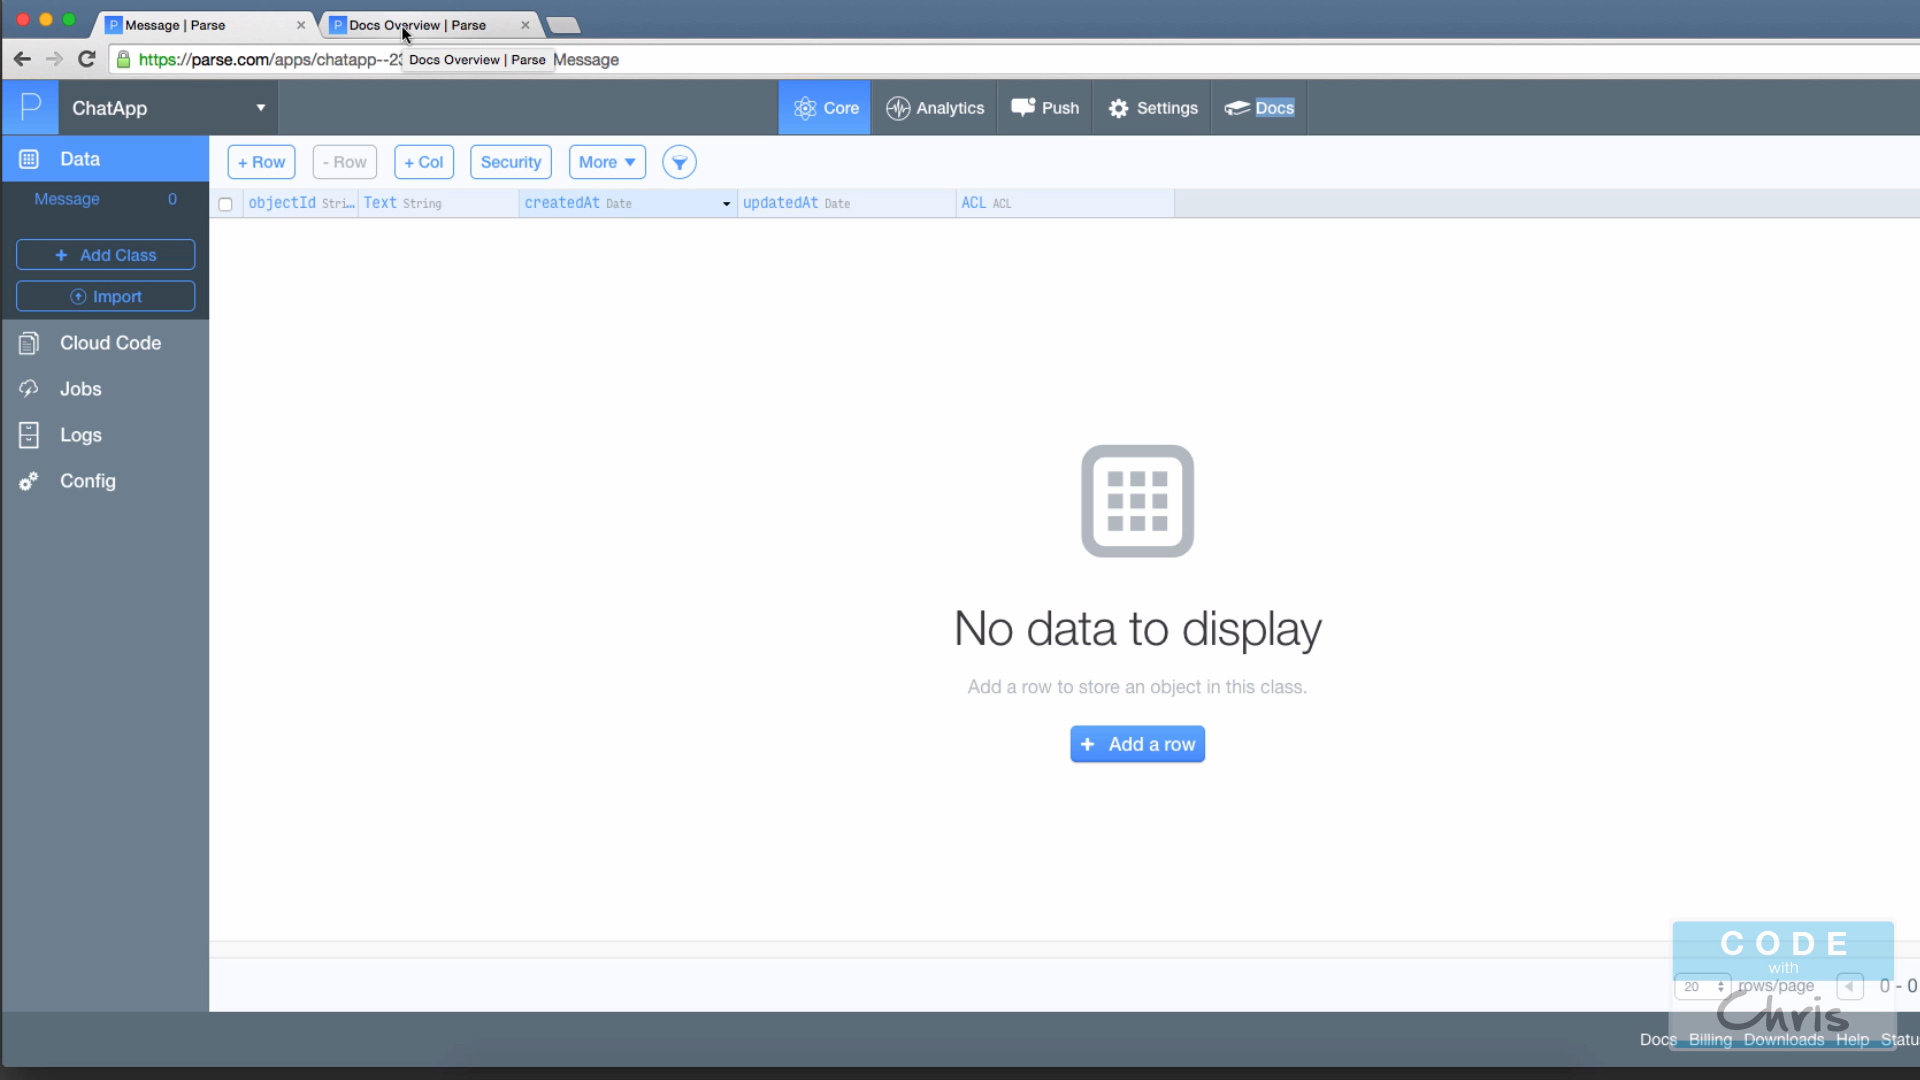 P Message | Parse × P Docs Overview | Parse ×
https://parse.com/apps/chatapp--23 Docs Overview | Parse Message
P ChatApp Core Analytics Push Settings Docs
Data + Row - Row + Col Security More
Message 0
objectId Stri… Text String createdAt Date updatedAt Date ACL ACL
+ Add Class
Import
Cloud Code
Jobs
Logs
Config
No data to display
Add a row to store an object in this class.
+ Add a row
CODE
with
Chris
20 rows/page 0 - 0
Docs Billing Downloads Help Statu